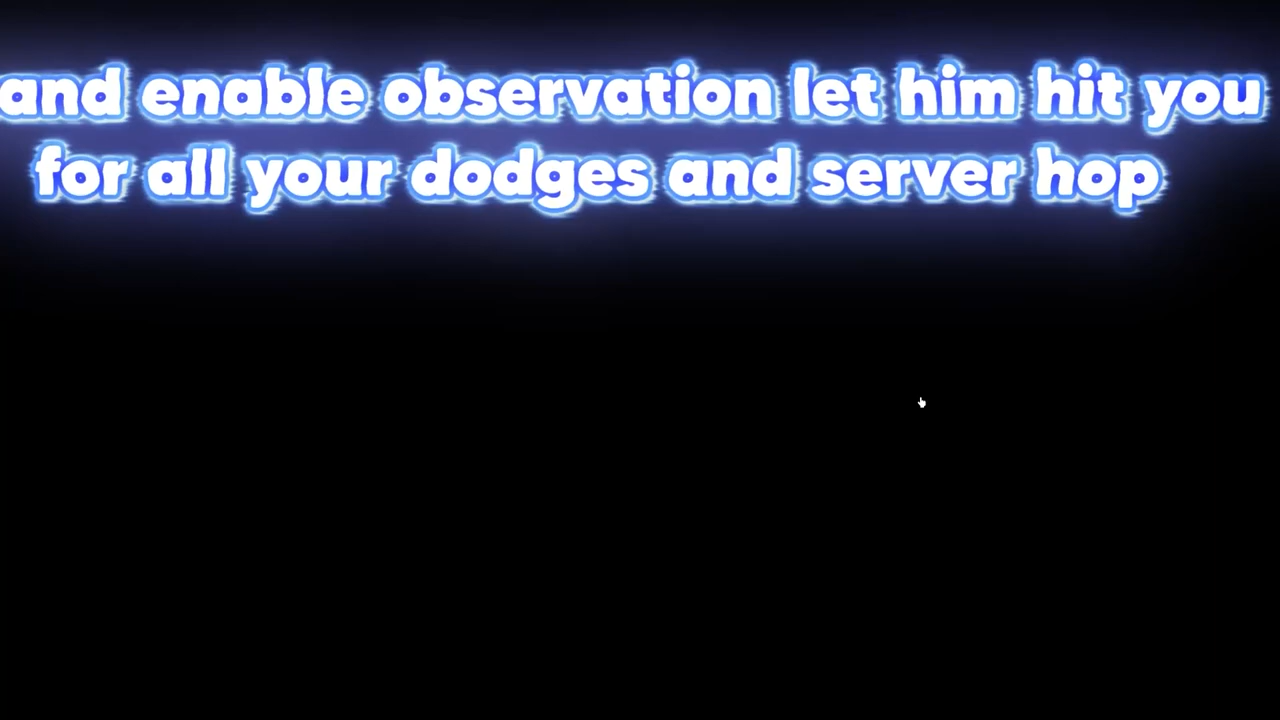 and enable observation let him hit you
for all your dodges and server hop